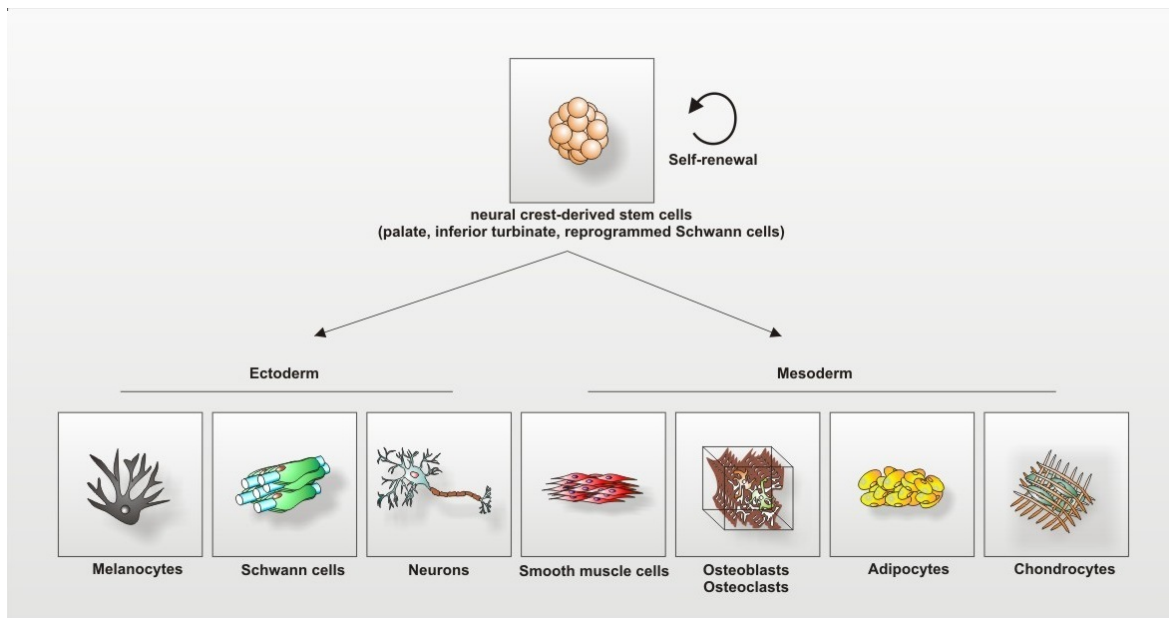 Self-renewal
neural crest-derived stem cells
(palate, inferior turbinate, reprogrammed Schwann cells)
Ectoderm
Mesoderm
Melanocytes
Schwann cells
Neurons
Smooth muscle cells
Osteoblasts
Osteoclasts
Adipocytes
Chondrocytes